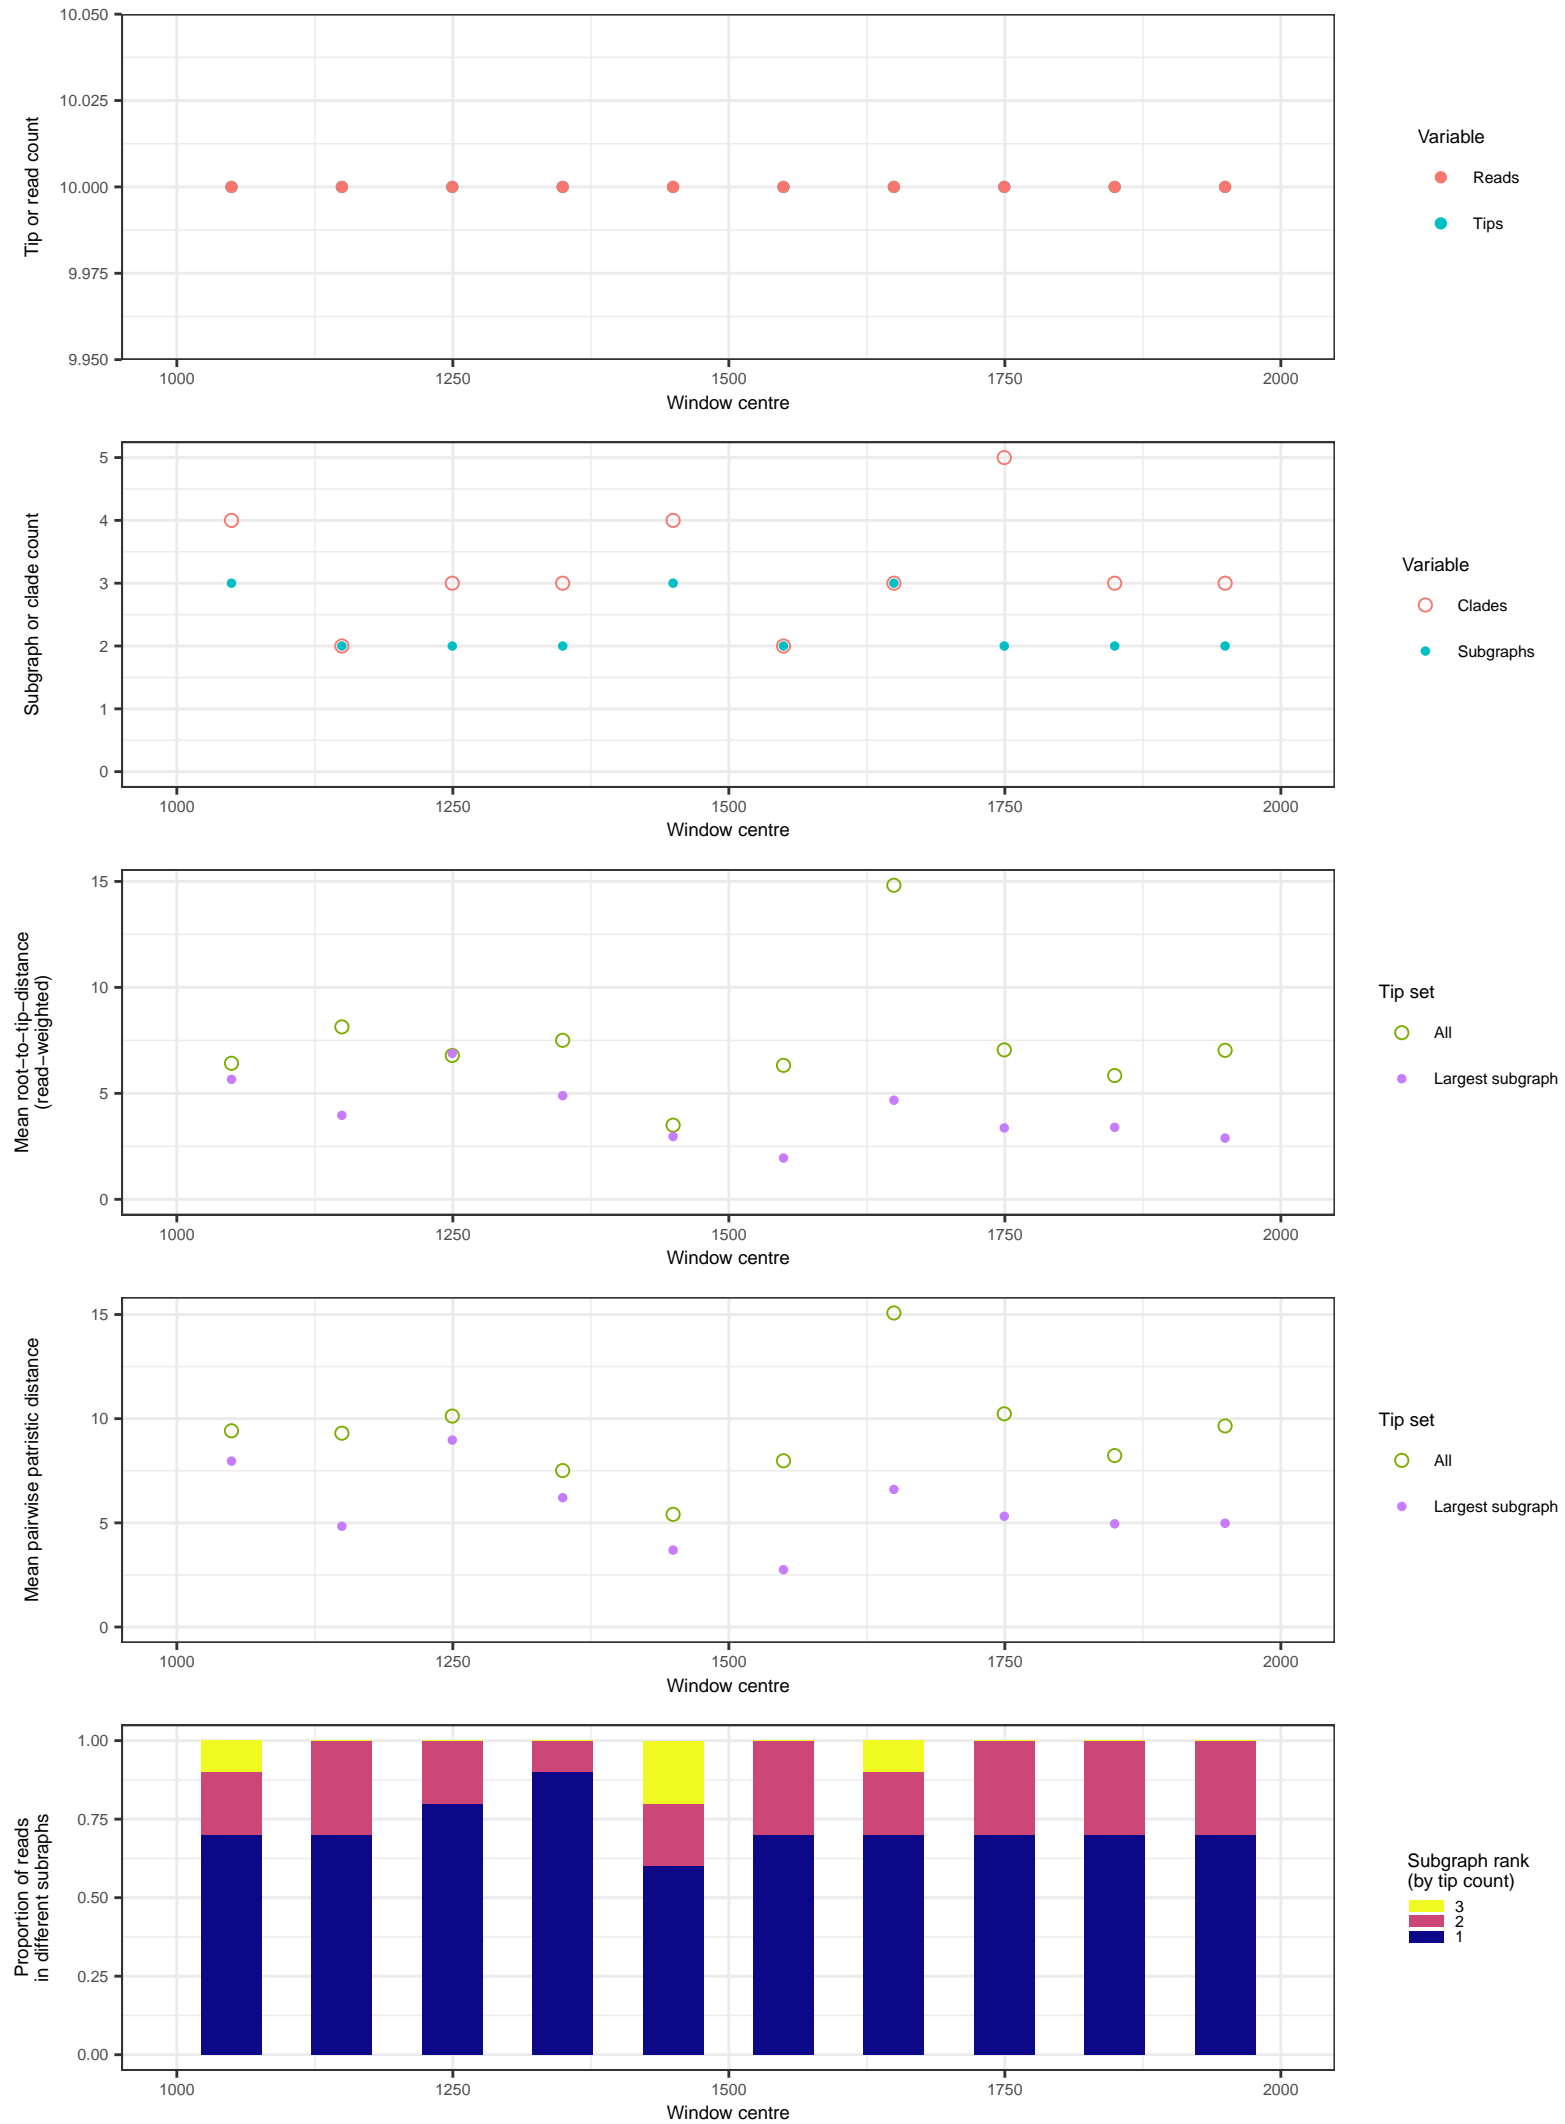 10.050
10.025
10.000
9.975
9.950
Tip or read count
1000
1250
1500
1750
2000
Window centre
Variable
Reads
Tips
5
4
3
2
1
0
Subgraph or clade count
1000
1250
1500
1750
2000
Window centre
Variable
Clades
Subgraphs
15
10
5
0
Mean root−to−tip−distance
(read−weighted)
1000
1250
1500
1750
2000
Window centre
Tip set
All
Largest subgraph
15
10
5
0
Mean pairwise patristic distance
1000
1250
1500
1750
2000
Window centre
Tip set
All
Largest subgraph
1.00
0.75
0.50
0.25
0.00
Proportion of reads
in different subraphs
1000
1250
1500
1750
2000
Window centre
Subgraph rank
(by tip count)
3
2
1